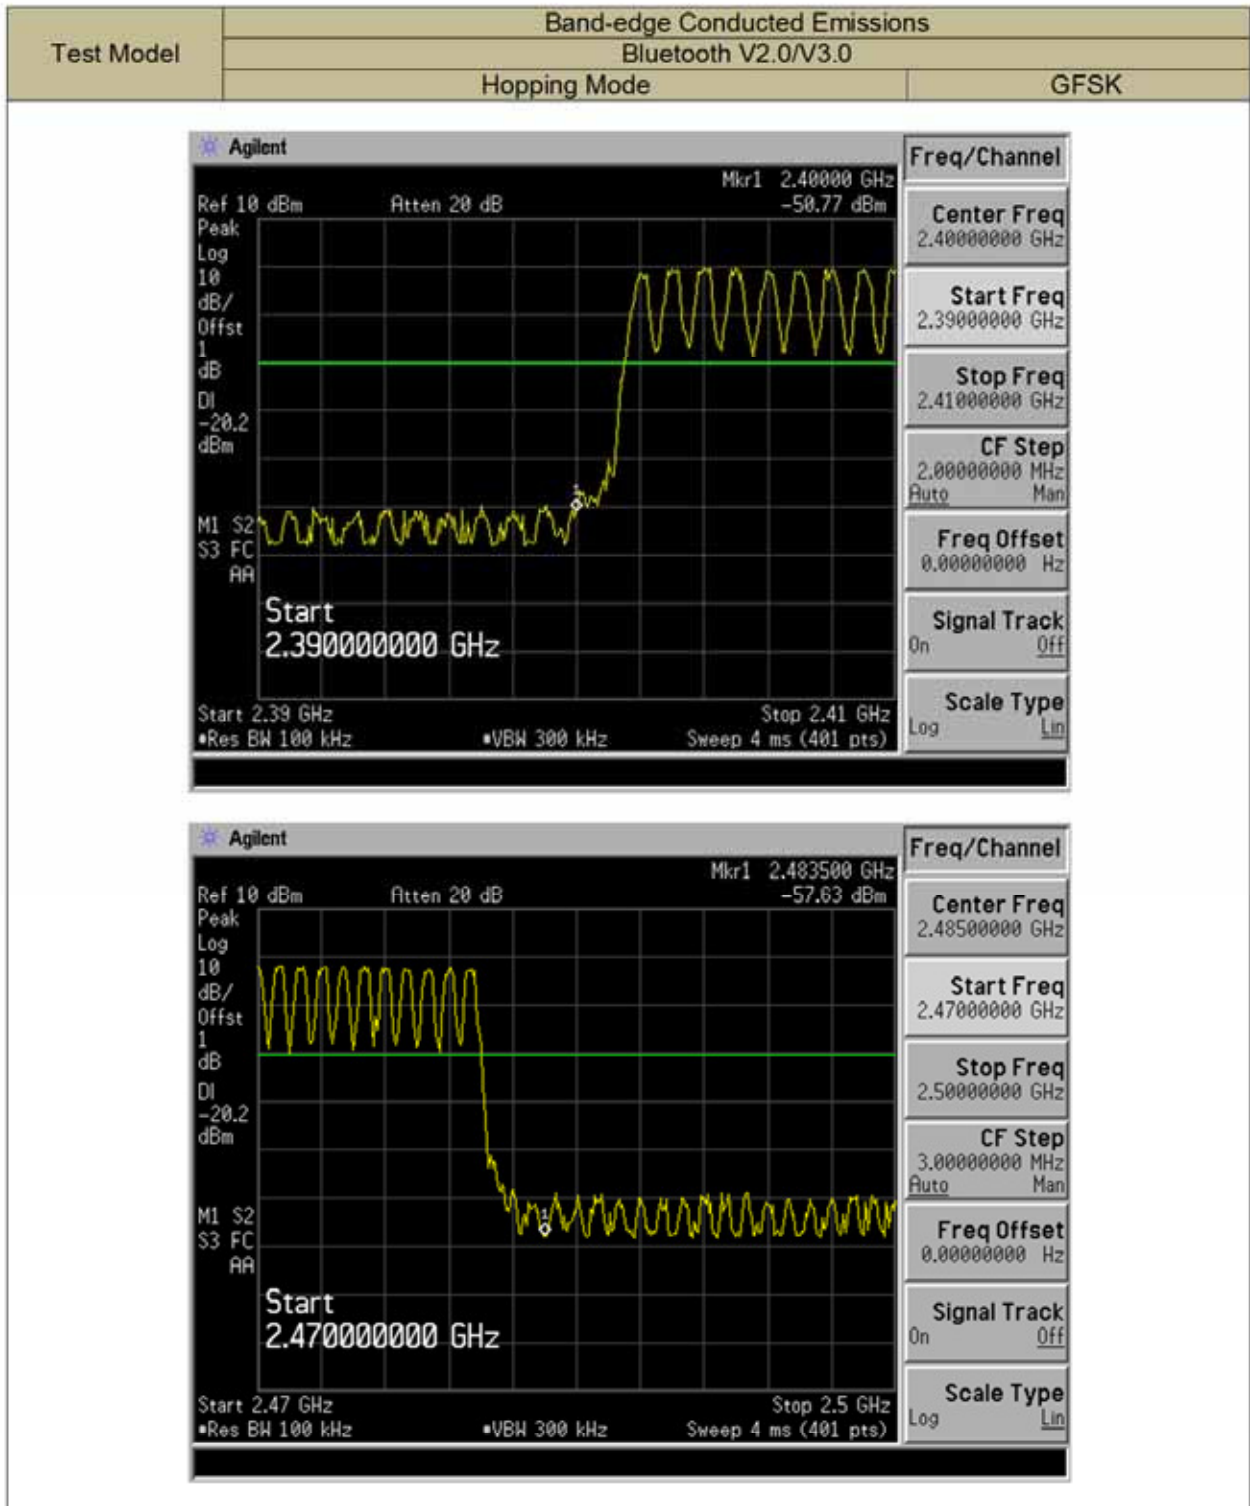 Test Model
Band-edge Conducted Emissions
Bluetooth V2.0/V3.0
Hopping Mode GFSK
Agilent
Mkr1 2.40000 GHz
Ref 10 dBm Atten 20 dB -50.77 dBm
Peak
Log
10
dB/
Offst
1
dB
DI
-20.2
dBm
1
M1 S2
S3 FC
AA
Start
2.390000000 GHz
Start 2.39 GHz Stop 2.41 GHz
•Res BW 100 kHz •VBW 300 kHz Sweep 4 ms (401 pts)
Freq/Channel
Center Freq
2.40000000 GHz
Start Freq
2.39000000 GHz
Stop Freq
2.41000000 GHz
CF Step
2.00000000 MHz
Auto Man
Freq Offset
0.00000000 Hz
Signal Track
On Off
Scale Type
Log Lin
Agilent
Mkr1 2.483500 GHz
Ref 10 dBm Atten 20 dB -57.63 dBm
Peak
Log
10
dB/
Offst
1
dB
DI
-20.2
dBm
1
M1 S2
S3 FC
AA
Start
2.470000000 GHz
Start 2.47 GHz Stop 2.5 GHz
•Res BW 100 kHz •VBW 300 kHz Sweep 4 ms (401 pts)
Freq/Channel
Center Freq
2.48500000 GHz
Start Freq
2.47000000 GHz
Stop Freq
2.50000000 GHz
CF Step
3.00000000 MHz
Auto Man
Freq Offset
0.00000000 Hz
Signal Track
On Off
Scale Type
Log Lin